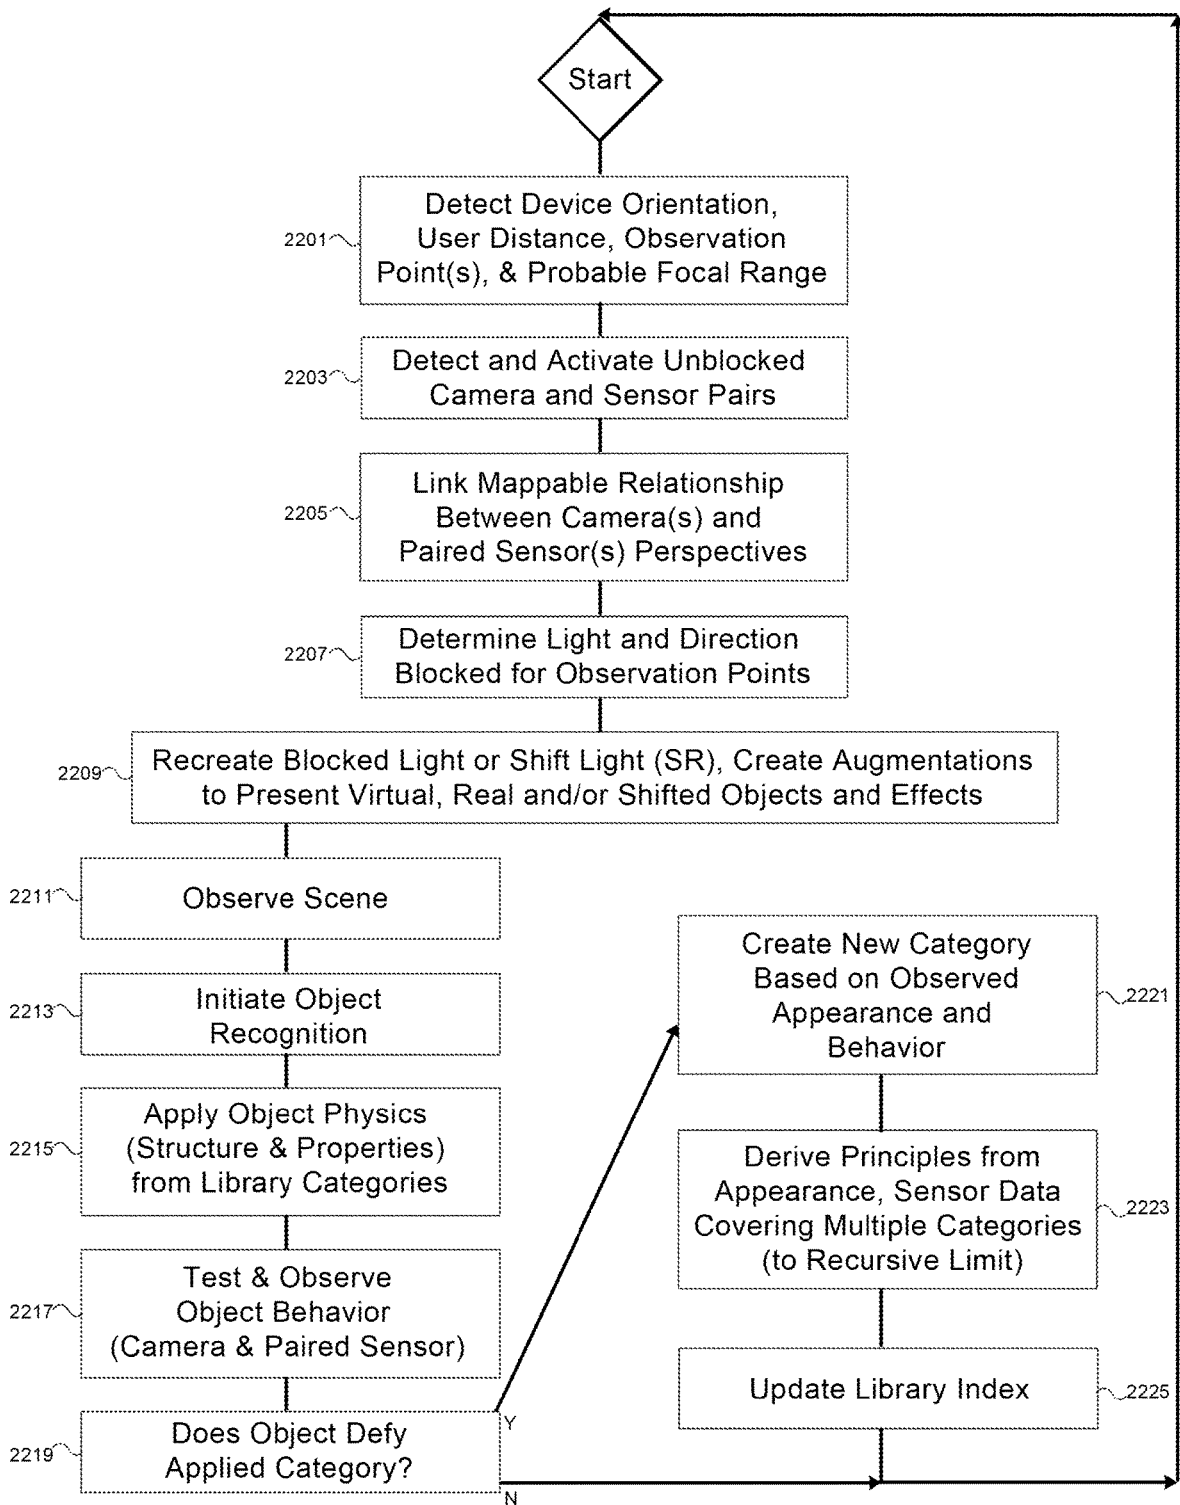 Start
Detect Device Orientation,
User Distance, Observation
Point(s), & Probable Focal Range
2201
Detect and Activate Unblocked
Camera and Sensor Pairs
2203
Link Mappable Relationship
Between Camera(s) and
Paired Sensor(s) Perspectives
2205
Determine Light and Direction
Blocked for Observation Points
2207
Recreate Blocked Light or Shift Light (SR), Create Augmentations
to Present Virtual, Real and/or Shifted Objects and Effects
2209
Observe Scene
2211
Initiate Object
Recognition
2213
Apply Object Physics
(Structure & Properties)
from Library Categories
2215
Test & Observe
Object Behavior
(Camera & Paired Sensor)
2217
Does Object Defy
Applied Category?
2219
Y
N
Create New Category
Based on Observed
Appearance and
Behavior
2221
Derive Principles from
Appearance, Sensor Data
Covering Multiple Categories
(to Recursive Limit)
2223
Update Library Index
2225